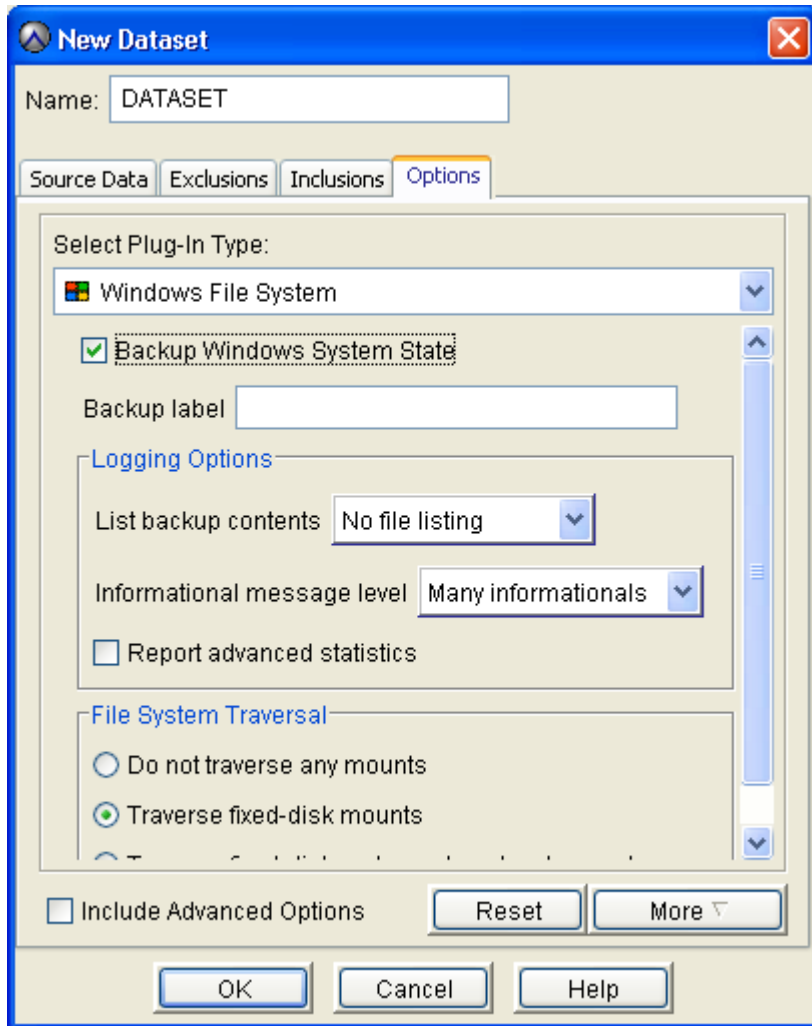 New Dataset
Name: DATASET
Source Data Exclusions Inclusions Options
Select Plug-In Type:
Windows File System
Backup Windows System State
Backup label
Logging Options
List backup contents No file listing
Informational message level Many informationals
Report advanced statistics
File System Traversal
Do not traverse any mounts
Traverse fixed-disk mounts
Include Advanced Options Reset More
OK Cancel Help